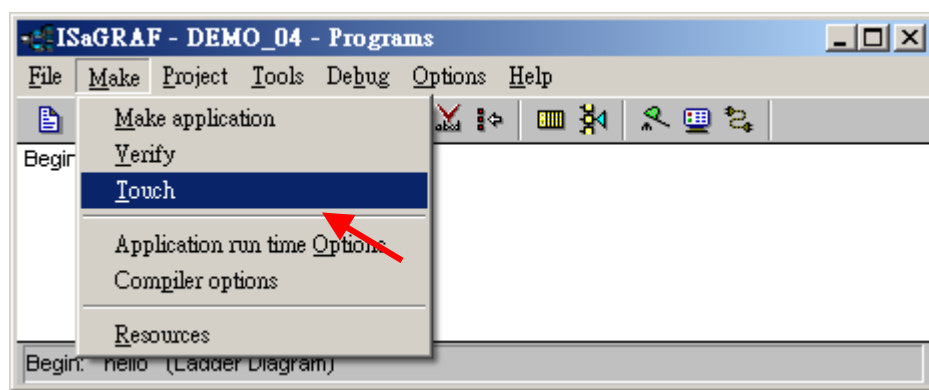 ISaGRAF - DEMO_04 - Programs
File Make Project Tools Debug Options Help
Make application
Begin
Verify
Touch
Application run time Options
Compiler options
Resources
Begin: hello (Ladder Diagram)